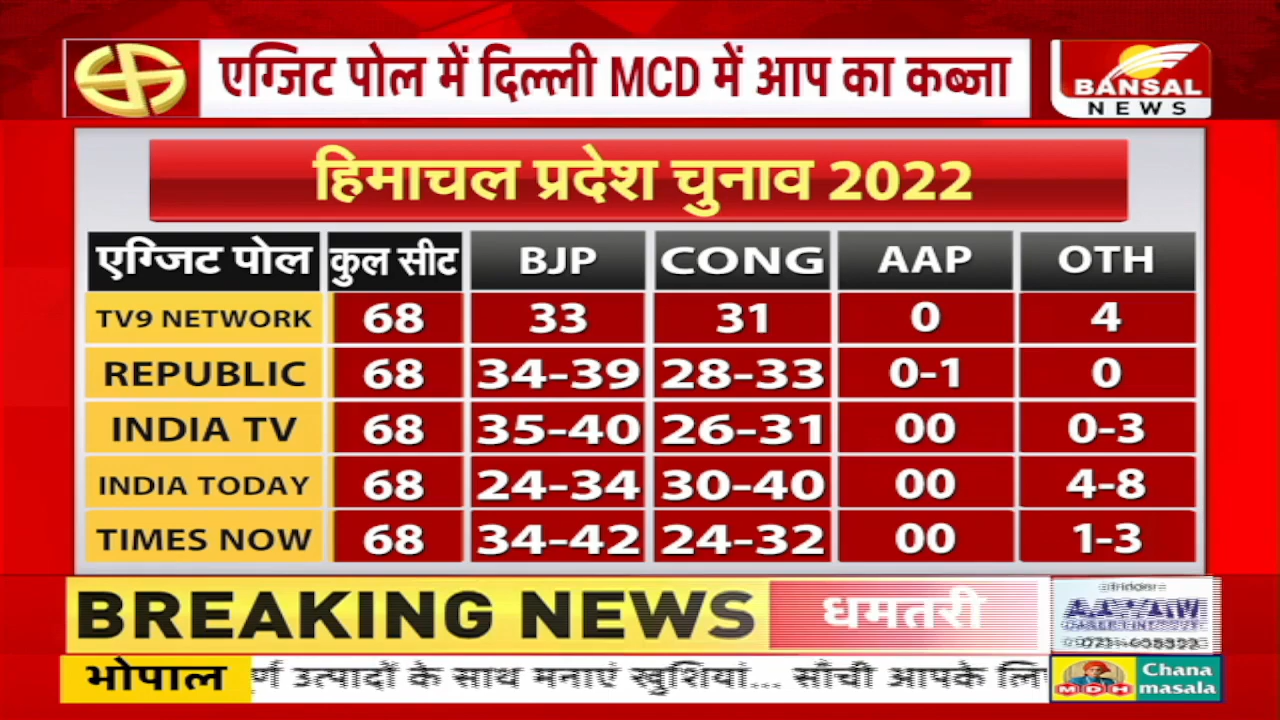 एग्जिट पोल में दिल्ली MCD में आप का कब्जा
BANSAL
NEWS
हिमाचल प्रदेश चुनाव 2022
एग्जिट पोल कुल सीट BJP CONG AAP OTH
TV9 NETWORK 68 33 31 0 4
REPUBLIC 68 34-39 28-33 0-1 0
INDIA TV 68 35-40 26-31 00 0-3
INDIA TODAY 68 24-34 30-40 00 4-8
TIMES NOW 68 34-42 24-32 00 1-3
BREAKING NEWS धमतरी
भोपाल र्ण उत्पादों के साथ मनाएं खुशियां... साँची आपके लि
MDH
Chana
masala